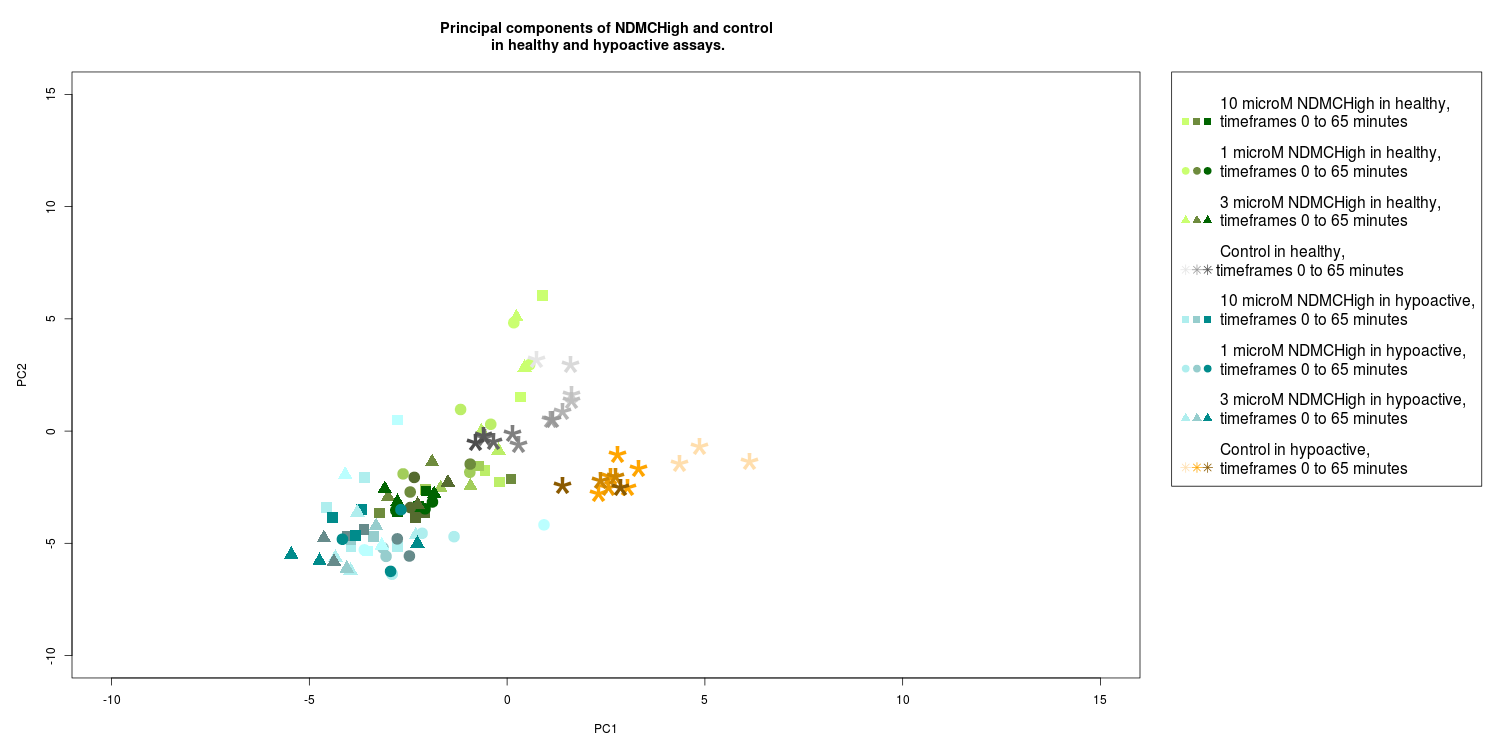 Principal components of NDMCHigh and control
in healthy and hypoactive assays.
15
10
5
0
-5
-10
PC2
-10
-5
0
5
10
15
PC1
10 microM NDMCHigh in healthy,
timeframes 0 to 65 minutes
1 microM NDMCHigh in healthy,
timeframes 0 to 65 minutes
3 microM NDMCHigh in healthy,
timeframes 0 to 65 minutes
Control in healthy,
timeframes 0 to 65 minutes
10 microM NDMCHigh in hypoactive,
timeframes 0 to 65 minutes
1 microM NDMCHigh in hypoactive,
timeframes 0 to 65 minutes
3 microM NDMCHigh in hypoactive,
timeframes 0 to 65 minutes
Control in hypoactive,
timeframes 0 to 65 minutes